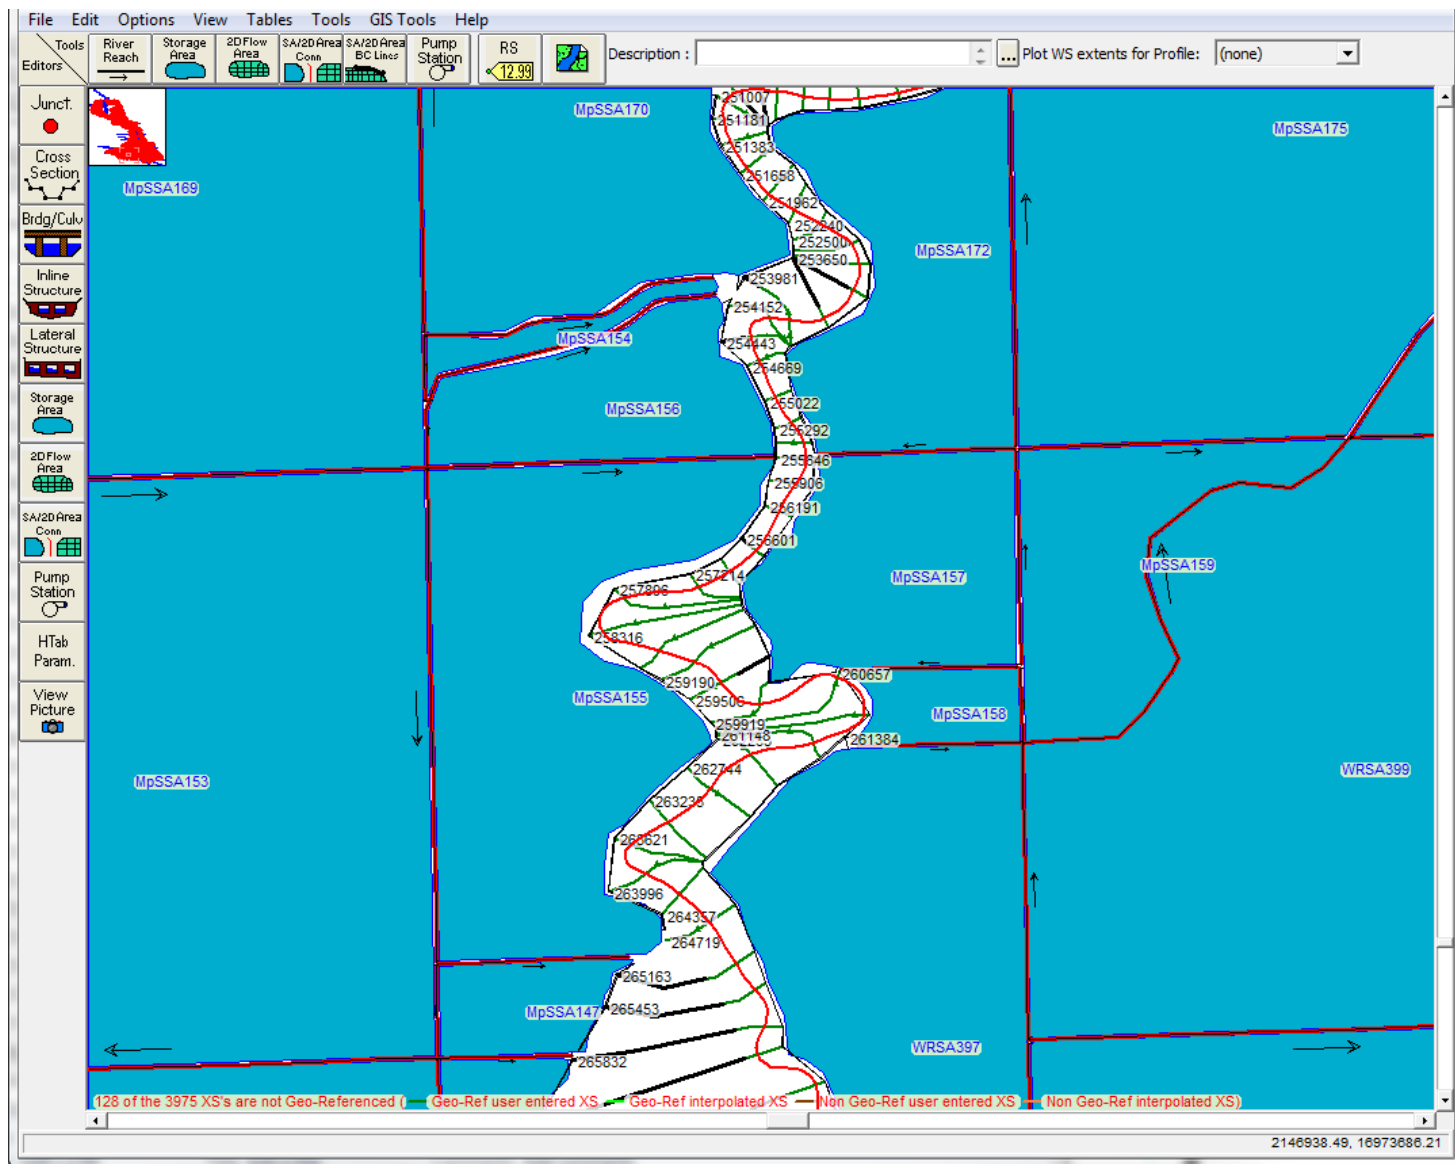 File Edit Options View Tables Tools GIS Tools Help
Tools
Editors
River
Reach
Storage
Area
2D Flow
Area
SA/2D Area
Conn
SA/2D Area
BC Lines
Pump
Station
RS
12.99
Description :
...
Plot WS extents for Profile:
(none)
Junct.
Cross
Section
Brdg/Culv
Inline
Structure
Lateral
Structure
Storage
Area
2D Flow
Area
SA/2D Area
Conn
Pump
Station
HTab
Param.
View
Picture
251007
MpSSA170
251181
MpSSA175
251383
251658
MpSSA169
251962
252240
252500
MpSSA172
253650
253981
254152
MpSSA154
254443
254669
255022
MpSSA156
255292
255646
255906
256191
256601
MpSSA159
257214
MpSSA157
257896
258316
260657
259190
MpSSA155
259506
MpSSA158
259919
261148
261384
262744
WRSA399
MpSSA153
263235
263996
264357
264719
265163
265453
MpSSA147
WRSA397
265832
128 of the 3975 XS's are not Geo-Referenced ( Geo-Ref user entered XS Geo-Ref interpolated XS Non Geo-Ref user entered XS Non Geo-Ref interpolated XS)
2146938.49, 16973686.21